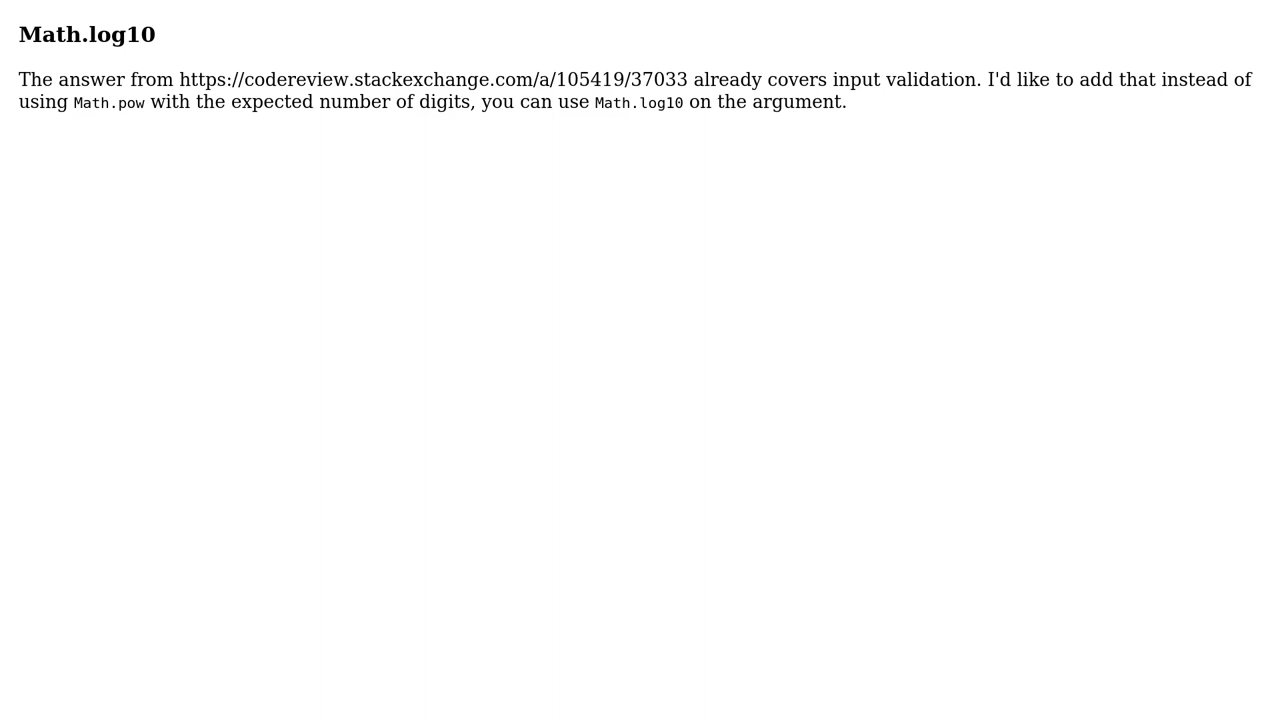 Math.log10
The answer from https://codereview.stackexchange.com/a/105419/37033 already covers input validation. I'd like to add that instead of
using Math.pow with the expected number of digits, you can use Math.log10 on the argument.